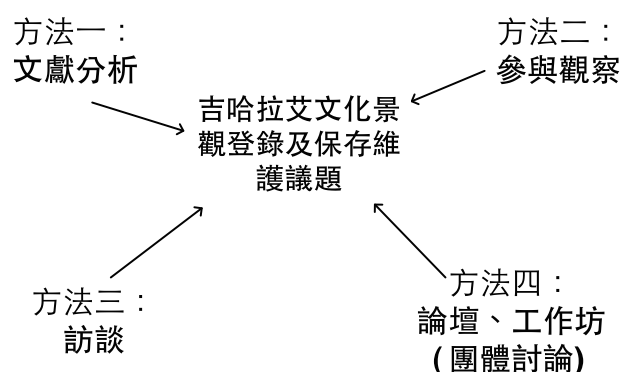 方法一：
文獻分析
方法二：
參與觀察
吉哈拉艾文化景
觀登錄及保存維
護議題
方法三：
訪談
方法四：
論壇、工作坊
(團體討論)